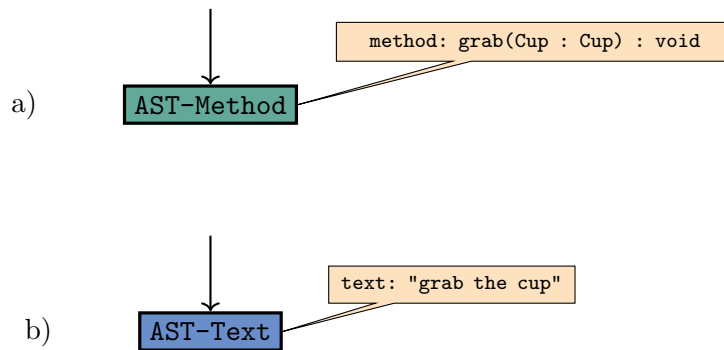 method: grab(Cup : Cup) : void
a)
AST-Method
text: "grab the cup"
b)
AST-Text